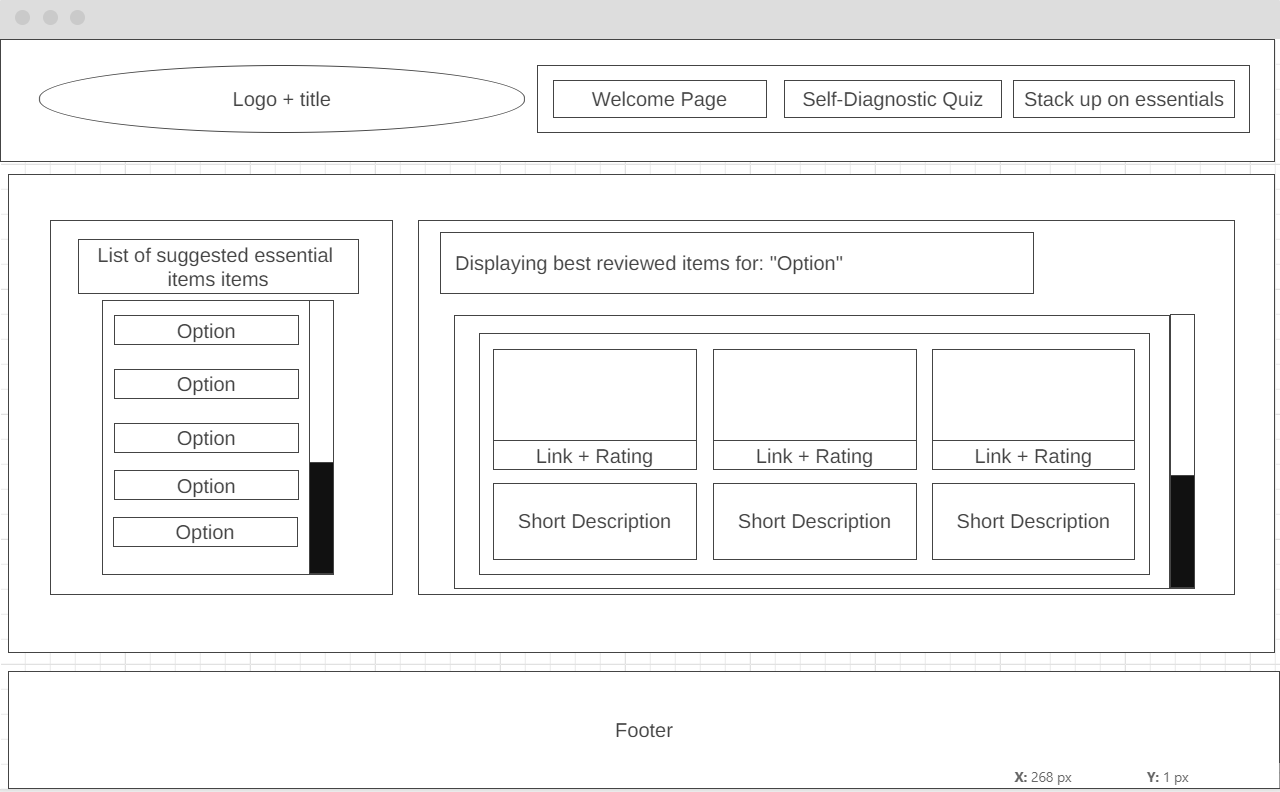 Logo + title
Welcome Page
Self-Diagnostic Quiz
Stack up on essentials
List of suggested essential
items items
Option
Option
Option
Option
Option
Displaying best reviewed items for: "Option"
Link + Rating
Link + Rating
Link + Rating
Short Description
Short Description
Short Description
Footer
X: 268 px
Y: 1 px